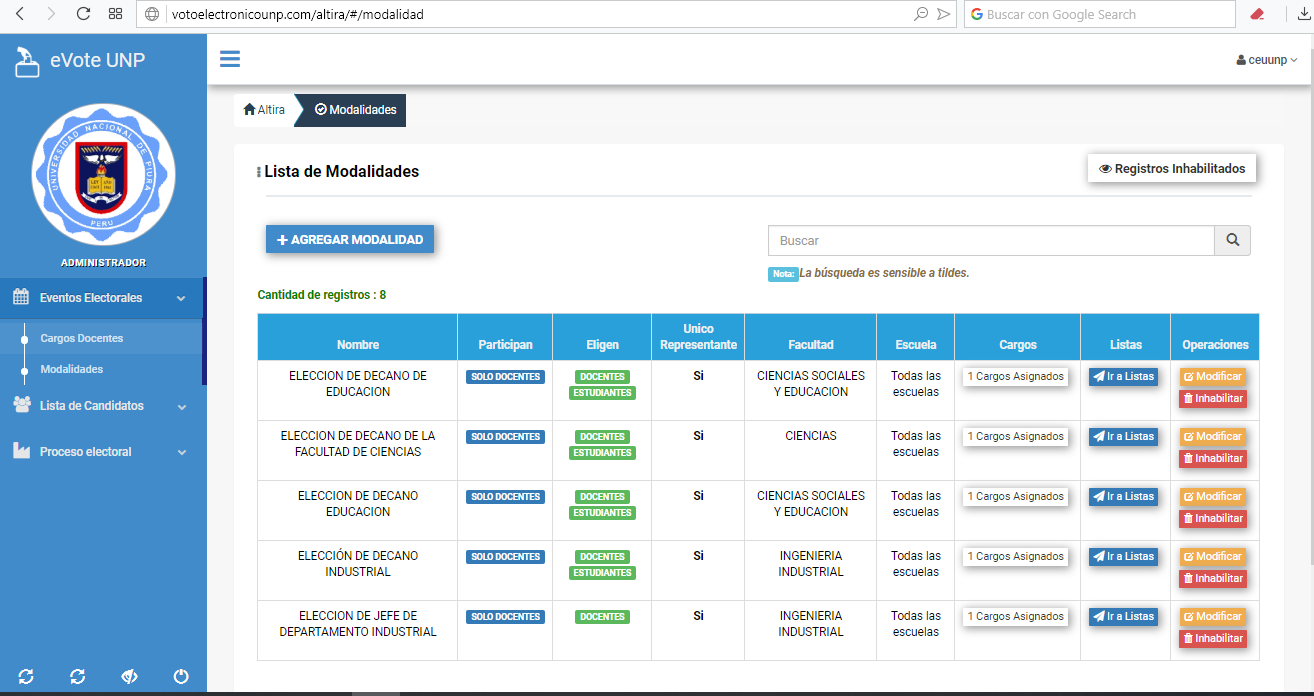 votoelectronicounp.com/altira/#/modalidad
Buscar con Google Search
eVote UNP
ceuunp
UNIVERSIDAD NACIONAL DE PIURA
PERU
ADMINISTRADOR
Eventos Electorales
Cargos Docentes
Modalidades
Lista de Candidatos
Proceso electoral
Altira
Modalidades
Lista de Modalidades
Registros Inhabilitados
AGREGAR MODALIDAD
Buscar
Nota: La búsqueda es sensible a tildes.
Cantidad de registros : 8
Nombre Participan Eligen Unico Representante Facultad Escuela Cargos Listas Operaciones
ELECCION DE DECANO DE SOLO DOCENTES DOCENTES Si CIENCIAS SOCIALES Todas las 1 Cargos Asignados Ir a Listas Modificar
EDUCACION ESTUDIANTES Y EDUCACION escuelas Inhabilitar
ELECCION DE DECANO DE LA SOLO DOCENTES DOCENTES Si CIENCIAS Todas las 1 Cargos Asignados Ir a Listas Modificar
FACULTAD DE CIENCIAS ESTUDIANTES escuelas Inhabilitar
ELECCION DE DECANO SOLO DOCENTES DOCENTES Si CIENCIAS SOCIALES Todas las 1 Cargos Asignados Ir a Listas Modificar
EDUCACION ESTUDIANTES Y EDUCACION escuelas Inhabilitar
ELECCIÓN DE DECANO SOLO DOCENTES DOCENTES Si INGENIERIA Todas las 1 Cargos Asignados Ir a Listas Modificar
INDUSTRIAL ESTUDIANTES INDUSTRIAL escuelas Inhabilitar
ELECCION DE JEFE DE SOLO DOCENTES DOCENTES Si INGENIERIA Todas las 1 Cargos Asignados Ir a Listas Modificar
DEPARTAMENTO INDUSTRIAL INDUSTRIAL escuelas Inhabilitar